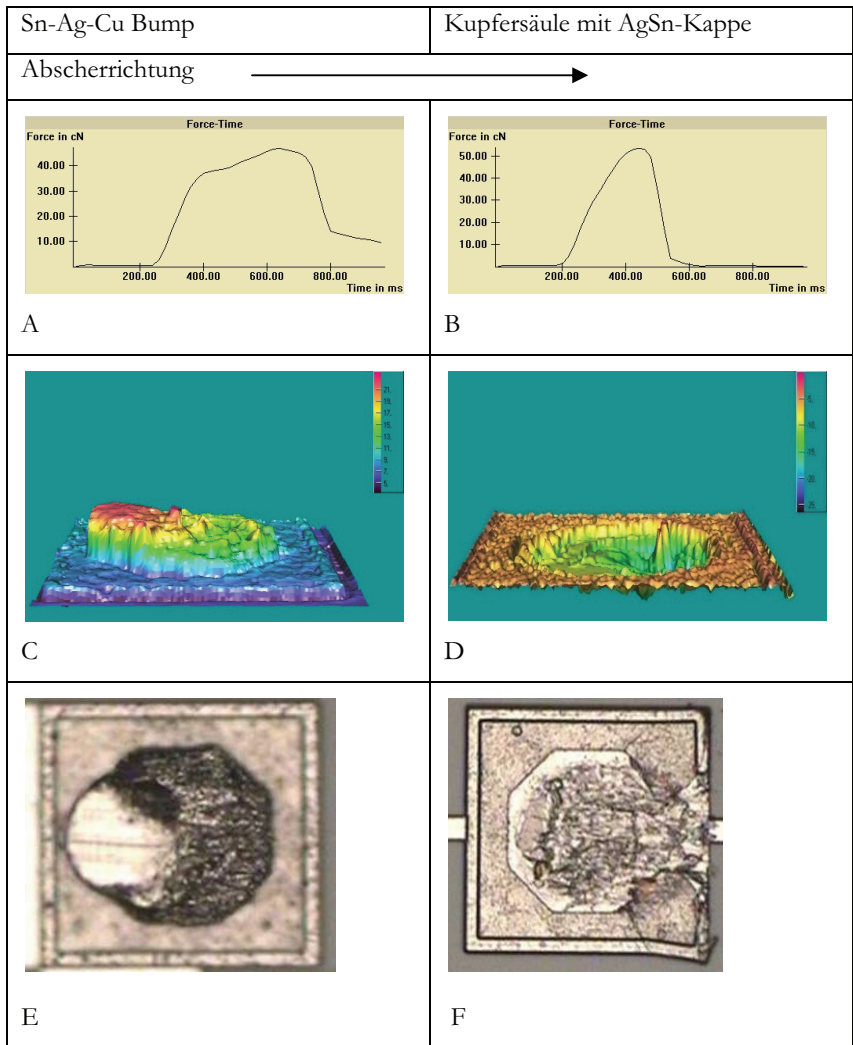 Sn-Ag-Cu Bump
Kupfersäule mit AgSn-Kappe
Abscherrichtung
Force-Time
Force in cN
40.00
30.00
20.00
10.00
200.00 400.00 600.00 800.00
Time in ms
A
Force-Time
Force in cN
50.00
40.00
30.00
20.00
10.00
200.00 400.00 600.00 800.00
Time in ms
B
C
D
E
F